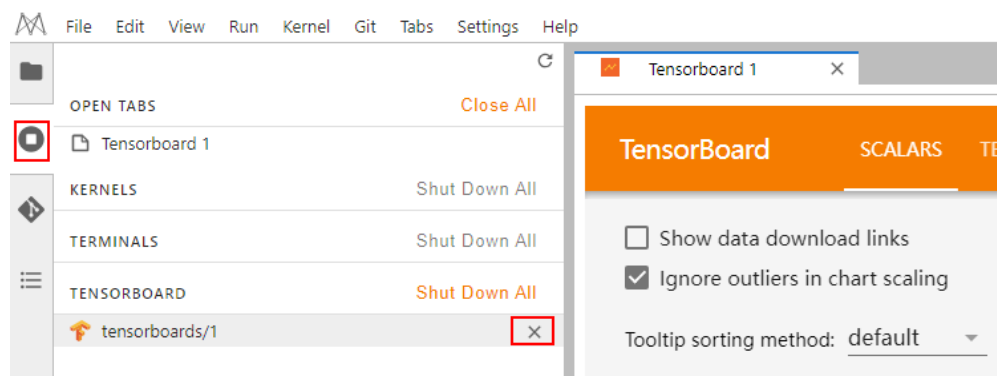 File Edit View Run Kernel Git Tabs Settings Help
OPEN TABS Close All
Tensorboard 1
KERNELS Shut Down All
TERMINALS Shut Down All
TENSORBOARD Shut Down All
tensorboards/1
Tensorboard 1
TensorBoard SCALARS
Show data download links
Ignore outliers in chart scaling
Tooltip sorting method: default